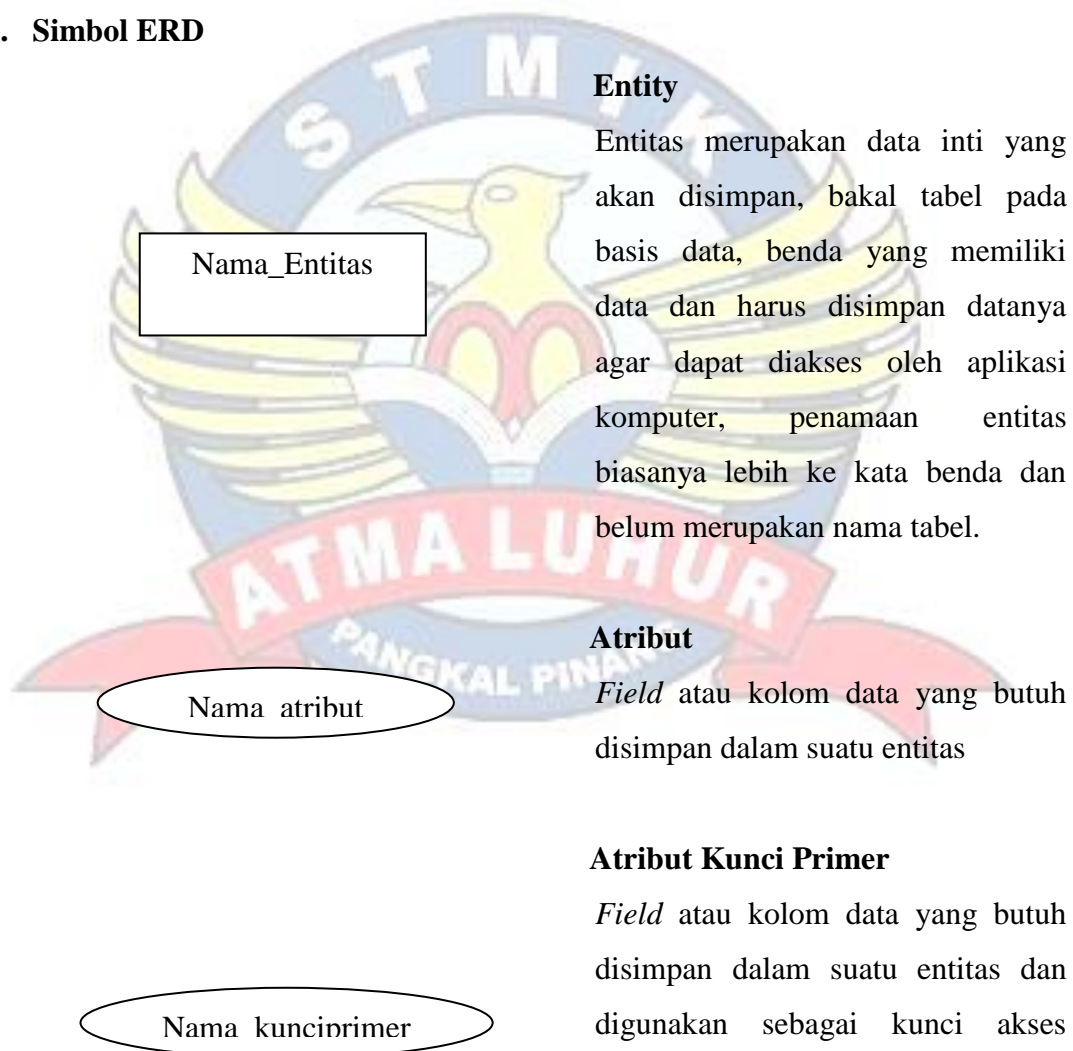 . Simbol ERD
Entity
Entitas merupakan data inti yang
akan disimpan, bakal tabel pada
basis data, benda yang memiliki
data dan harus disimpan datanya
agar dapat diakses oleh aplikasi
komputer, penamaan entitas
biasanya lebih ke kata benda dan
belum merupakan nama tabel.
Nama_Entitas
Atribut
Field atau kolom data yang butuh
disimpan dalam suatu entitas
Nama_atribut
Atribut Kunci Primer
Field atau kolom data yang butuh
disimpan dalam suatu entitas dan
digunakan sebagai kunci akses
Nama_kunciprimer
STMIK
ATMA LUHUR
PANGKAL PINANG